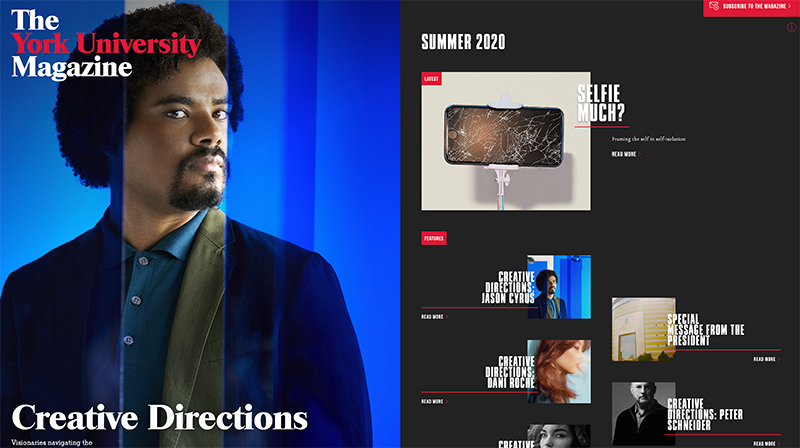 The
York University
Magazine
Creative Directions
Visionaries navigating the
SUBSCRIBE TO THE MAGAZINE
SUMMER 2020
LATEST
SELFIE
MUCH?
Framing the self in self-isolation
READ MORE
FEATURES
CREATIVE
DIRECTIONS:
JASON CYRUS
READ MORE
SPECIAL
MESSAGE FROM THE
PRESIDENT
READ MORE
CREATIVE
DIRECTIONS:
DANI ROCHE
READ MORE
CREATIVE
DIRECTIONS: PETER
SCHNEIDER
READ MORE
CREATIVE